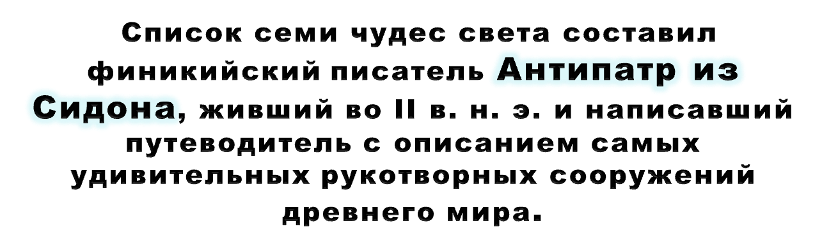 Список семи чудес света составил
финикийский писатель Антипатр из
Сидона, живший во II в. н. э. и написавший
путеводитель с описанием самых
удивительных рукотворных сооружений
древнего мира.